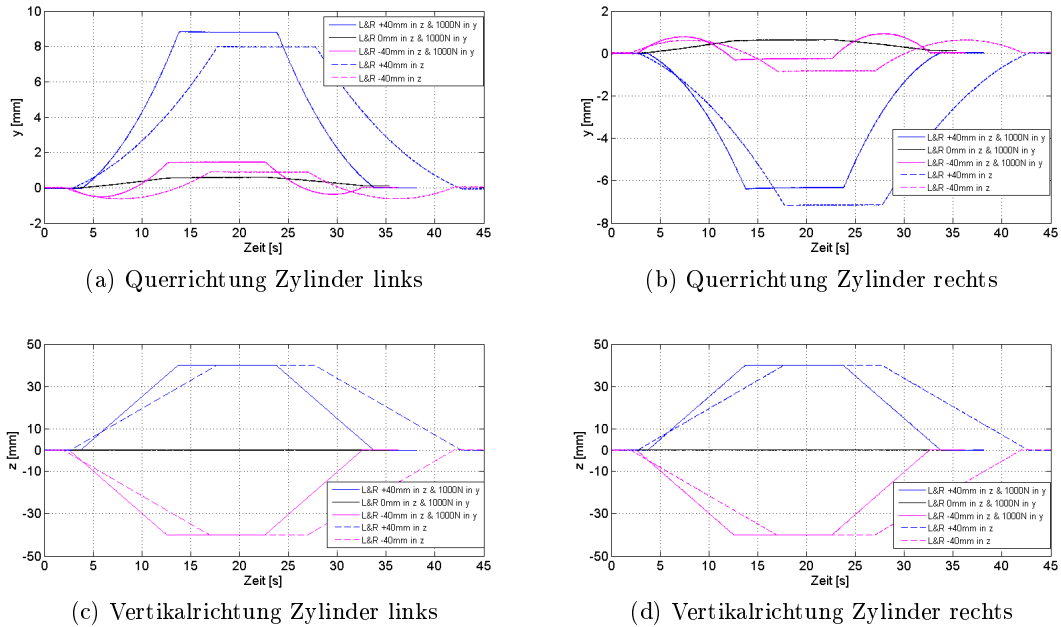 10
8
6
4
2
0
-2
y [mm]
L&R +40mm in z & 1000N in y
L&R 0mm in z & 1000N in y
L&R -40mm in z & 1000N in y
L&R +40mm in z
L&R -40mm in z
0 5 10 15 20 25 30 35 40 45
Zeit [s]
(a) Querrichtung Zylinder links
2
0
-2
-4
-6
-8
y [mm]
L&R +40mm in z & 1000N in y
L&R 0mm in z & 1000N in y
L&R -40mm in z & 1000N in y
L&R +40mm in z
L&R -40mm in z
0 5 10 15 20 25 30 35 40 45
Zeit [s]
(b) Querrichtung Zylinder rechts
50
30
10
0
-10
-30
-50
z [mm]
L&R +40mm in z & 1000N in y
L&R 0mm in z & 1000N in y
L&R -40mm in z & 1000N in y
L&R +40mm in z
L&R -40mm in z
0 5 10 15 20 25 30 35 40 45
Zeit [s]
(c) Vertikalrichtung Zylinder links
50
30
10
0
-10
-30
-50
z [mm]
L&R +40mm in z & 1000N in y
L&R 0mm in z & 1000N in y
L&R -40mm in z & 1000N in y
L&R +40mm in z
L&R -40mm in z
0 5 10 15 20 25 30 35 40 45
Zeit [s]
(d) Vertikalrichtung Zylinder rechts